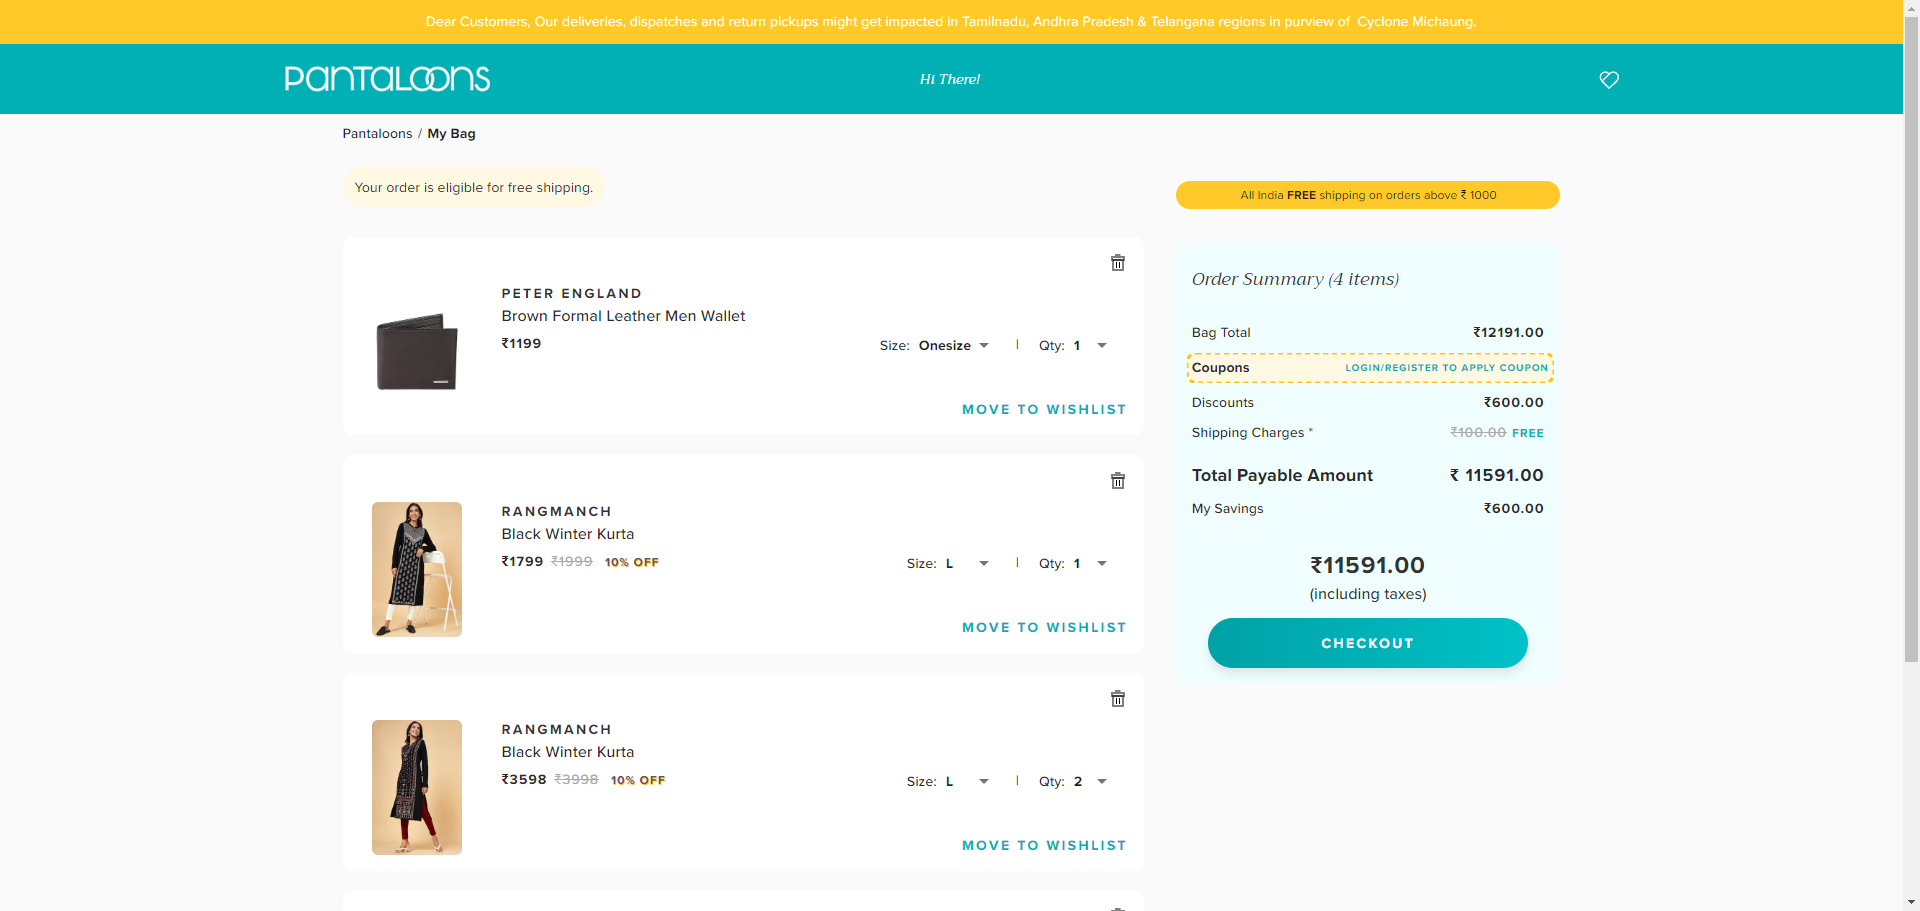 Dear Customers, Our deliveries, dispatches and return pickups might get impacted in Tamilnadu, Andhra Pradesh & Telangana regions in purview of Cyclone Michaung.
PANTALOONS
Hi There!
Pantaloons / My Bag
Your order is eligible for free shipping.
All India FREE shipping on orders above ₹ 1000
PETER ENGLAND
Brown Formal Leather Men Wallet
₹1199
Size: Onesize | Qty: 1
MOVE TO WISHLIST
RANGMANCH
Black Winter Kurta
₹1799 ₹1999 10% OFF
Size: L | Qty: 1
MOVE TO WISHLIST
RANGMANCH
Black Winter Kurta
₹3598 ₹3998 10% OFF
Size: L | Qty: 2
MOVE TO WISHLIST
Order Summary (4 items)
Bag Total ₹12191.00
Coupons LOGIN/REGISTER TO APPLY COUPON
Discounts ₹600.00
Shipping Charges * ₹100.00 FREE
Total Payable Amount ₹ 11591.00
My Savings ₹600.00
₹11591.00
(including taxes)
CHECKOUT